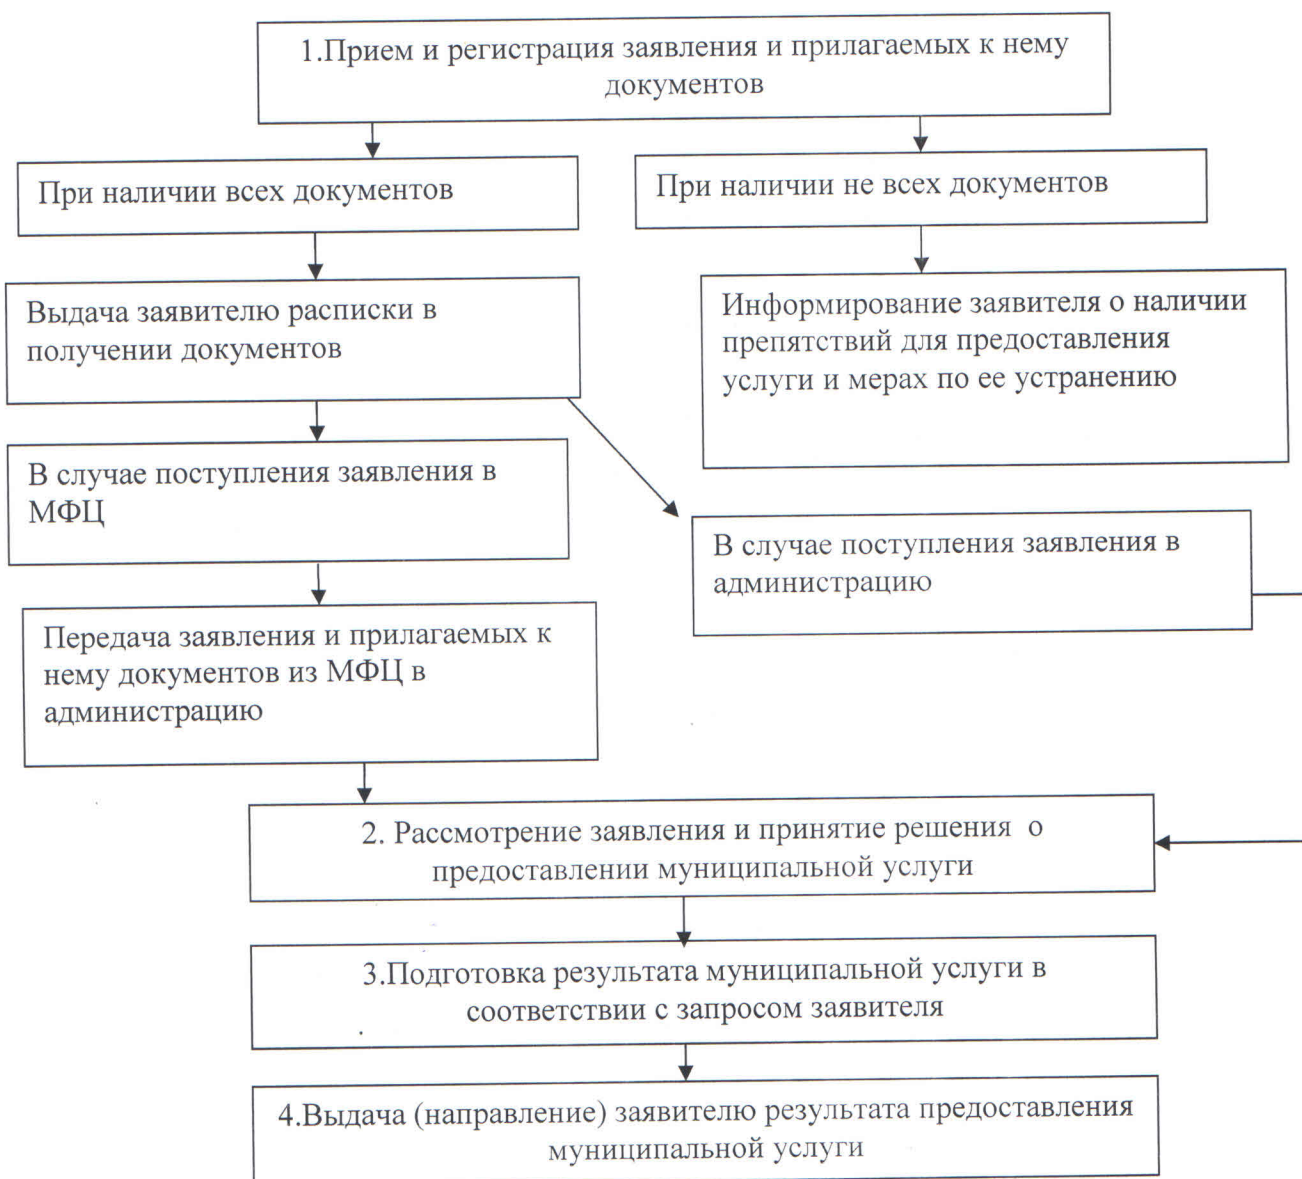 1.Прием и регистрация заявления и прилагаемых к нему
документов
При наличии всех документов
При наличии не всех документов
Выдача заявителю расписки в
получении документов
Информирование заявителя о наличии
препятствий для предоставления
услуги и мерах по ее устранению
В случае поступления заявления в
МФЦ
В случае поступления заявления в
администрацию
Передача заявления и прилагаемых к
нему документов из МФЦ в
администрацию
2. Рассмотрение заявления и принятие решения о
предоставлении муниципальной услуги
3.Подготовка результата муниципальной услуги в
соответствии с запросом заявителя
4.Выдача (направление) заявителю результата предоставления
муниципальной услуги